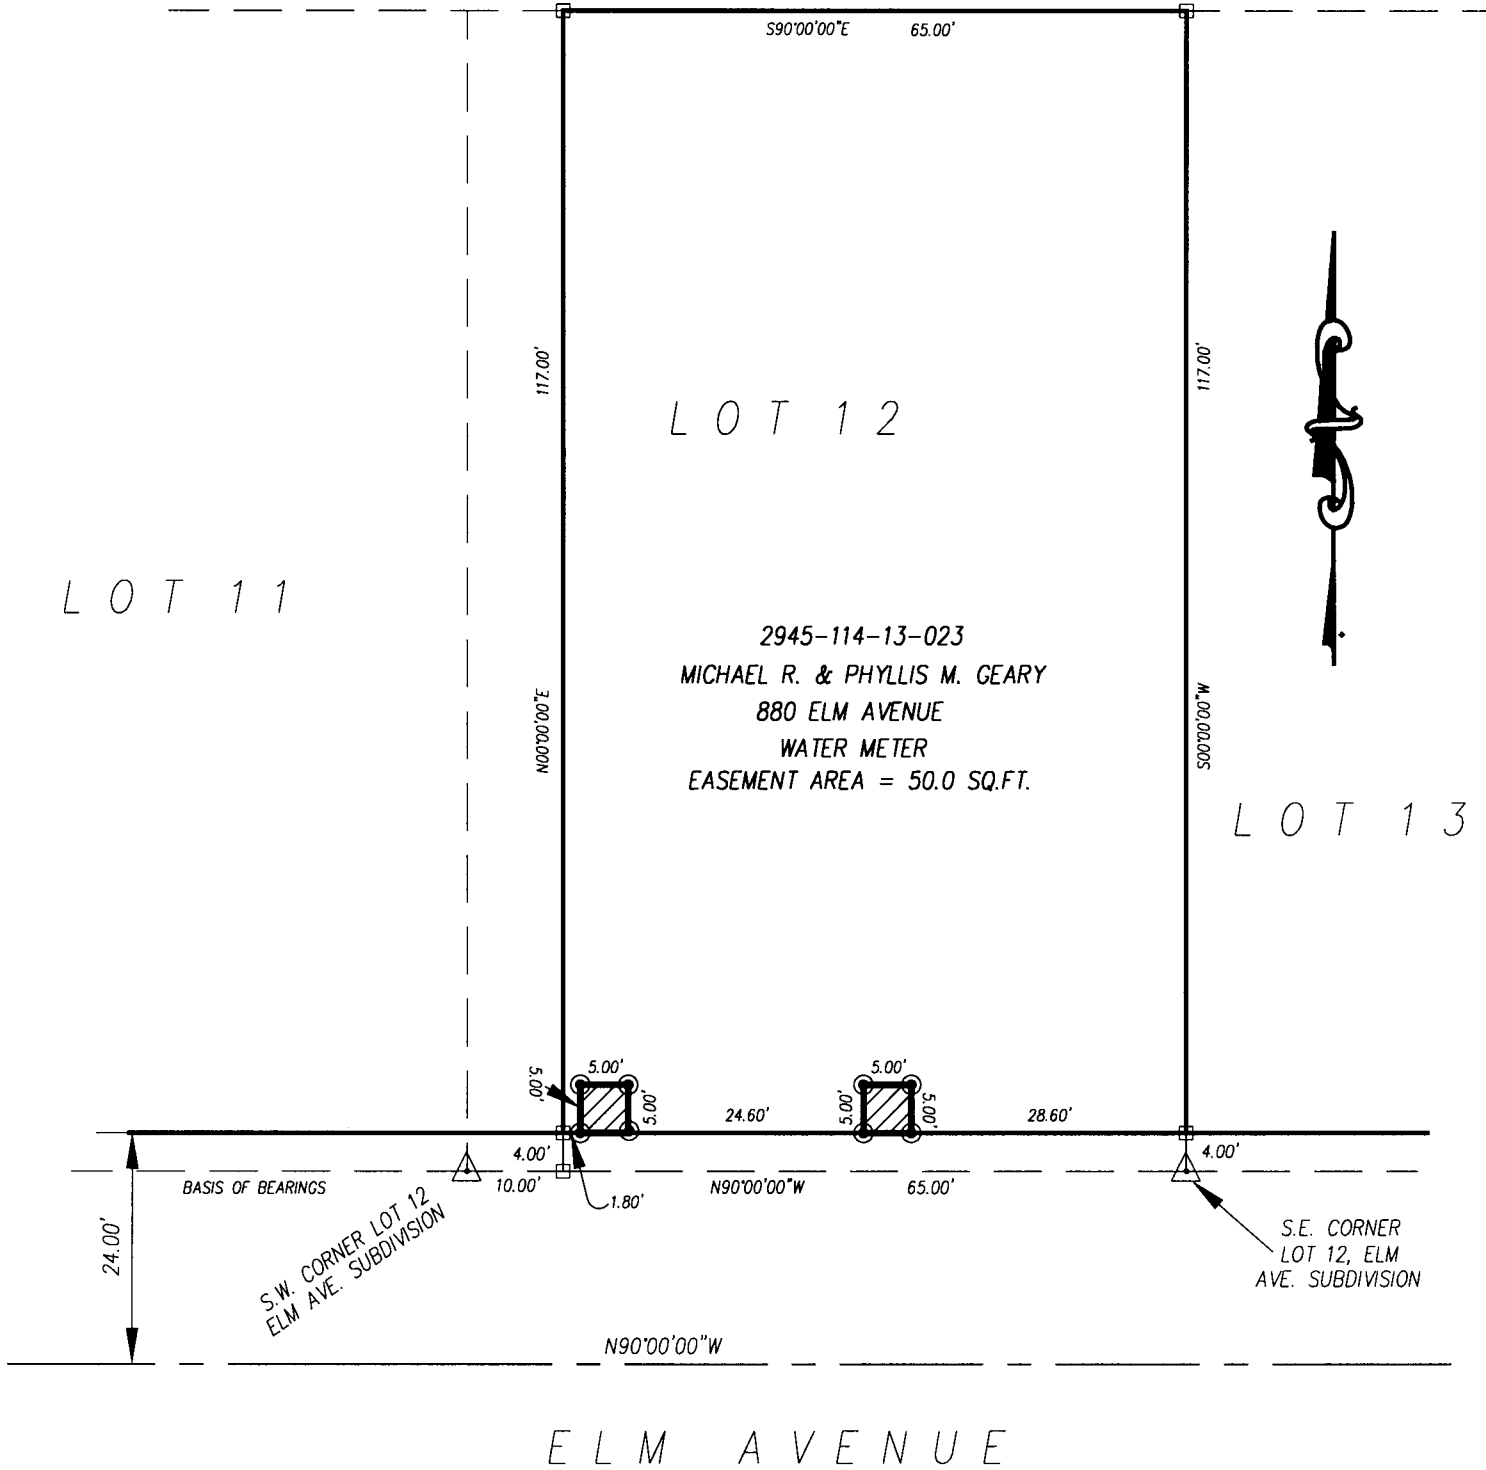 S90°00'00"E 65.00'
117.00'
117.00'
LOT 12
LOT 11
2945-114-13-023
MICHAEL R. & PHYLLIS M. GEARY
880 ELM AVENUE
WATER METER
EASEMENT AREA = 50.0 SQ.FT.
N00°00'00"E
S00°00'00"W
LOT 13
5.00'
5.00'
5.00'
24.60'
5.00'
5.00'
5.00'
28.60'
4.00'
4.00'
BASIS OF BEARINGS
10.00'
1.80'
N90°00'00"W 65.00'
24.00'
S.W. CORNER LOT 12
ELM AVE. SUBDIVISION
S.E. CORNER
LOT 12, ELM
AVE. SUBDIVISION
N90°00'00"W
ELM AVENUE